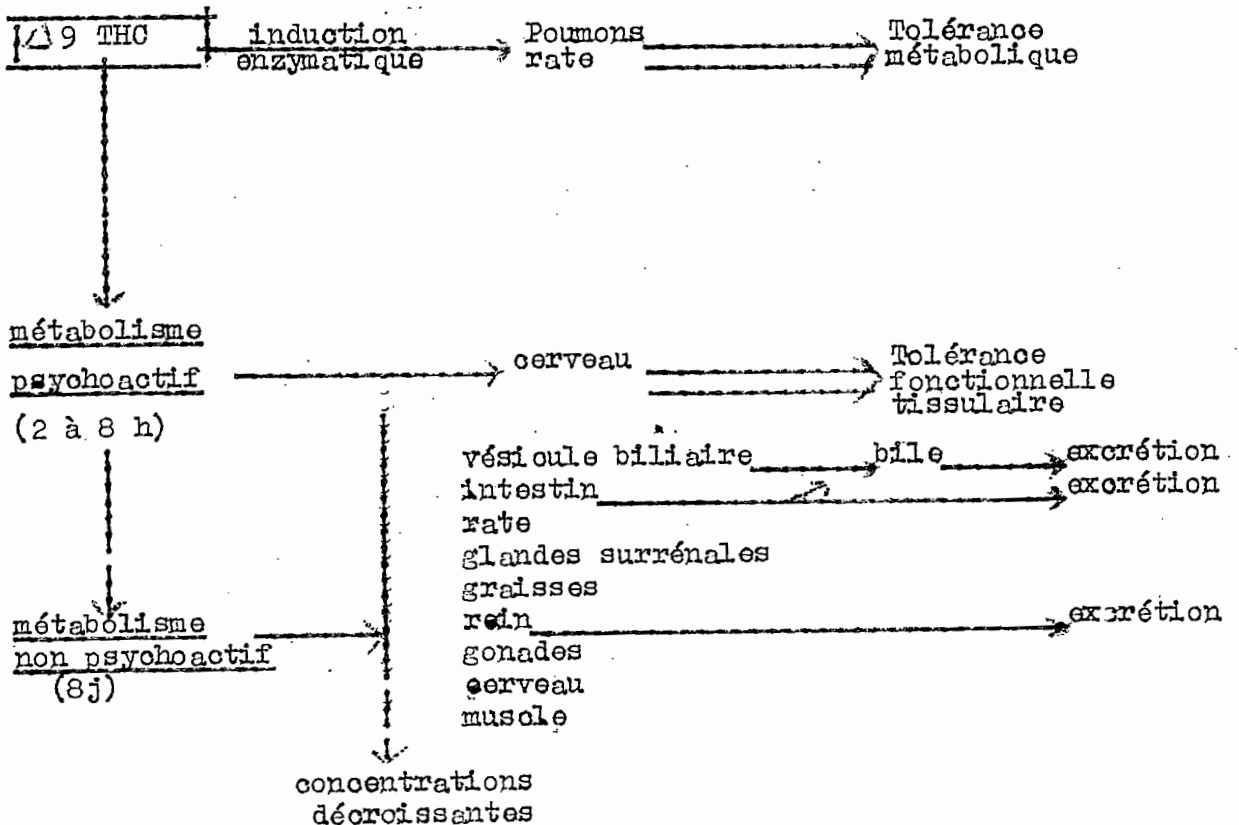 Δ9 THC induction Poumons Tolérance
enzymatique rate métabolique
métabolisme
psychoactif cerveau Tolérance
fonctionnelle
tissulaire
(2 à 8 h)
vésicule biliaire bile excrétion
intestin excrétion
rate
glandes surrénales
graisses
métabolisme rein excrétion
non psychoactif gonades
(8j) cerveau
muscle
concentrations
décroissantes